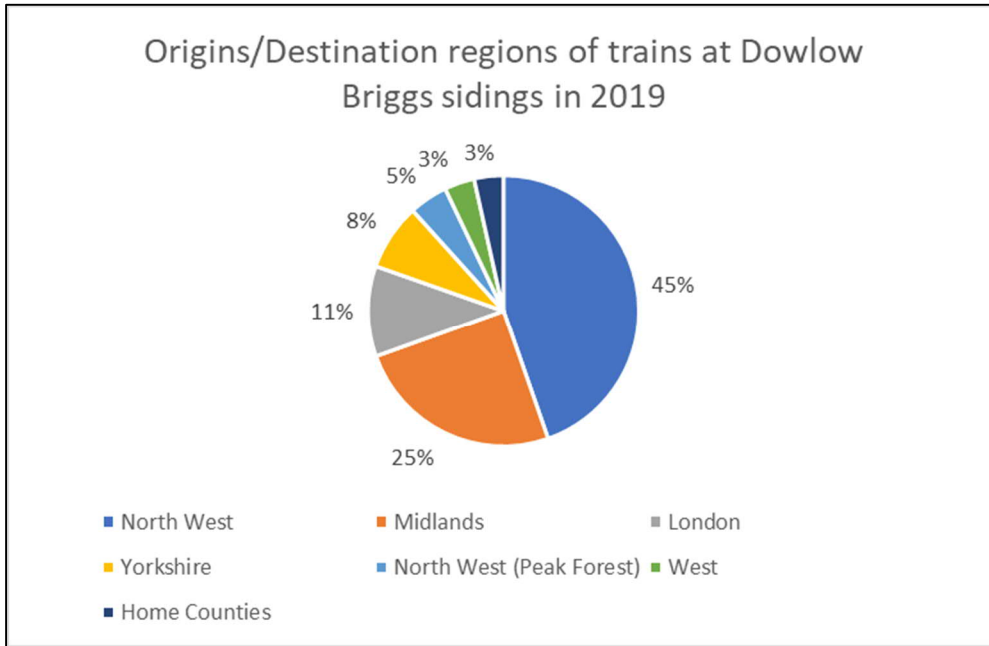 Origins/Destination regions of trains at Dowlow
Briggs sidings in 2019
3%
3%
5%
8%
45%
11%
25%
North West
Midlands
London
Yorkshire
North West (Peak Forest)
West
Home Counties